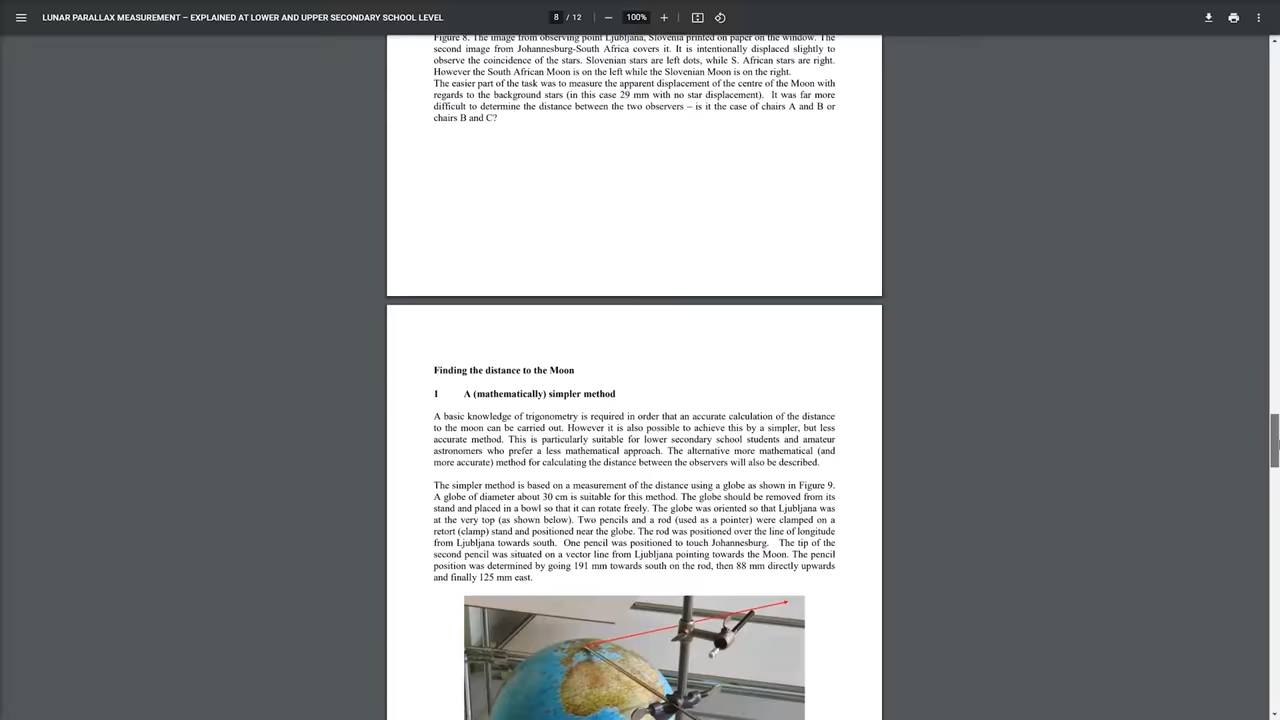 LUNAR PARALLAX MEASUREMENT – EXPLAINED AT LOWER AND UPPER SECONDARY SCHOOL LEVEL
8 / 12
100%
Figure 8. The image from observing point Ljubljana, Slovenia printed on paper on the window. The
second image from Johannesburg-South Africa covers it. It is intentionally displaced slightly to
observe the coincidence of the stars. Slovenian stars are left dots, while S. African stars are right.
However the South African Moon is on the left while the Slovenian Moon is on the right.
The easier part of the task was to measure the apparent displacement of the centre of the Moon with
regards to the background stars (in this case 29 mm with no star displacement). It was far more
difficult to determine the distance between the two observers – is it the case of chairs A and B or
chairs B and C?
Finding the distance to the Moon
1 A (mathematically) simpler method
A basic knowledge of trigonometry is required in order that an accurate calculation of the distance
to the moon can be carried out. However it is also possible to achieve this by a simpler, but less
accurate method. This is particularly suitable for lower secondary school students and amateur
astronomers who prefer a less mathematical approach. The alternative more mathematical (and
more accurate) method for calculating the distance between the observers will also be described.
The simpler method is based on a measurement of the distance using a globe as shown in Figure 9.
A globe of diameter about 30 cm is suitable for this method. The globe should be removed from its
stand and placed in a bowl so that it can rotate freely. The globe was oriented so that Ljubljana was
at the very top (as shown below). Two pencils and a rod (used as a pointer) were clamped on a
retort (clamp) stand and positioned near the globe. The rod was positioned over the line of longitude
from Ljubljana towards south. One pencil was positioned to touch Johannesburg. The tip of the
second pencil was situated on a vector line from Ljubljana pointing towards the Moon. The pencil
position was determined by going 191 mm towards south on the rod, then 88 mm directly upwards
and finally 125 mm east.